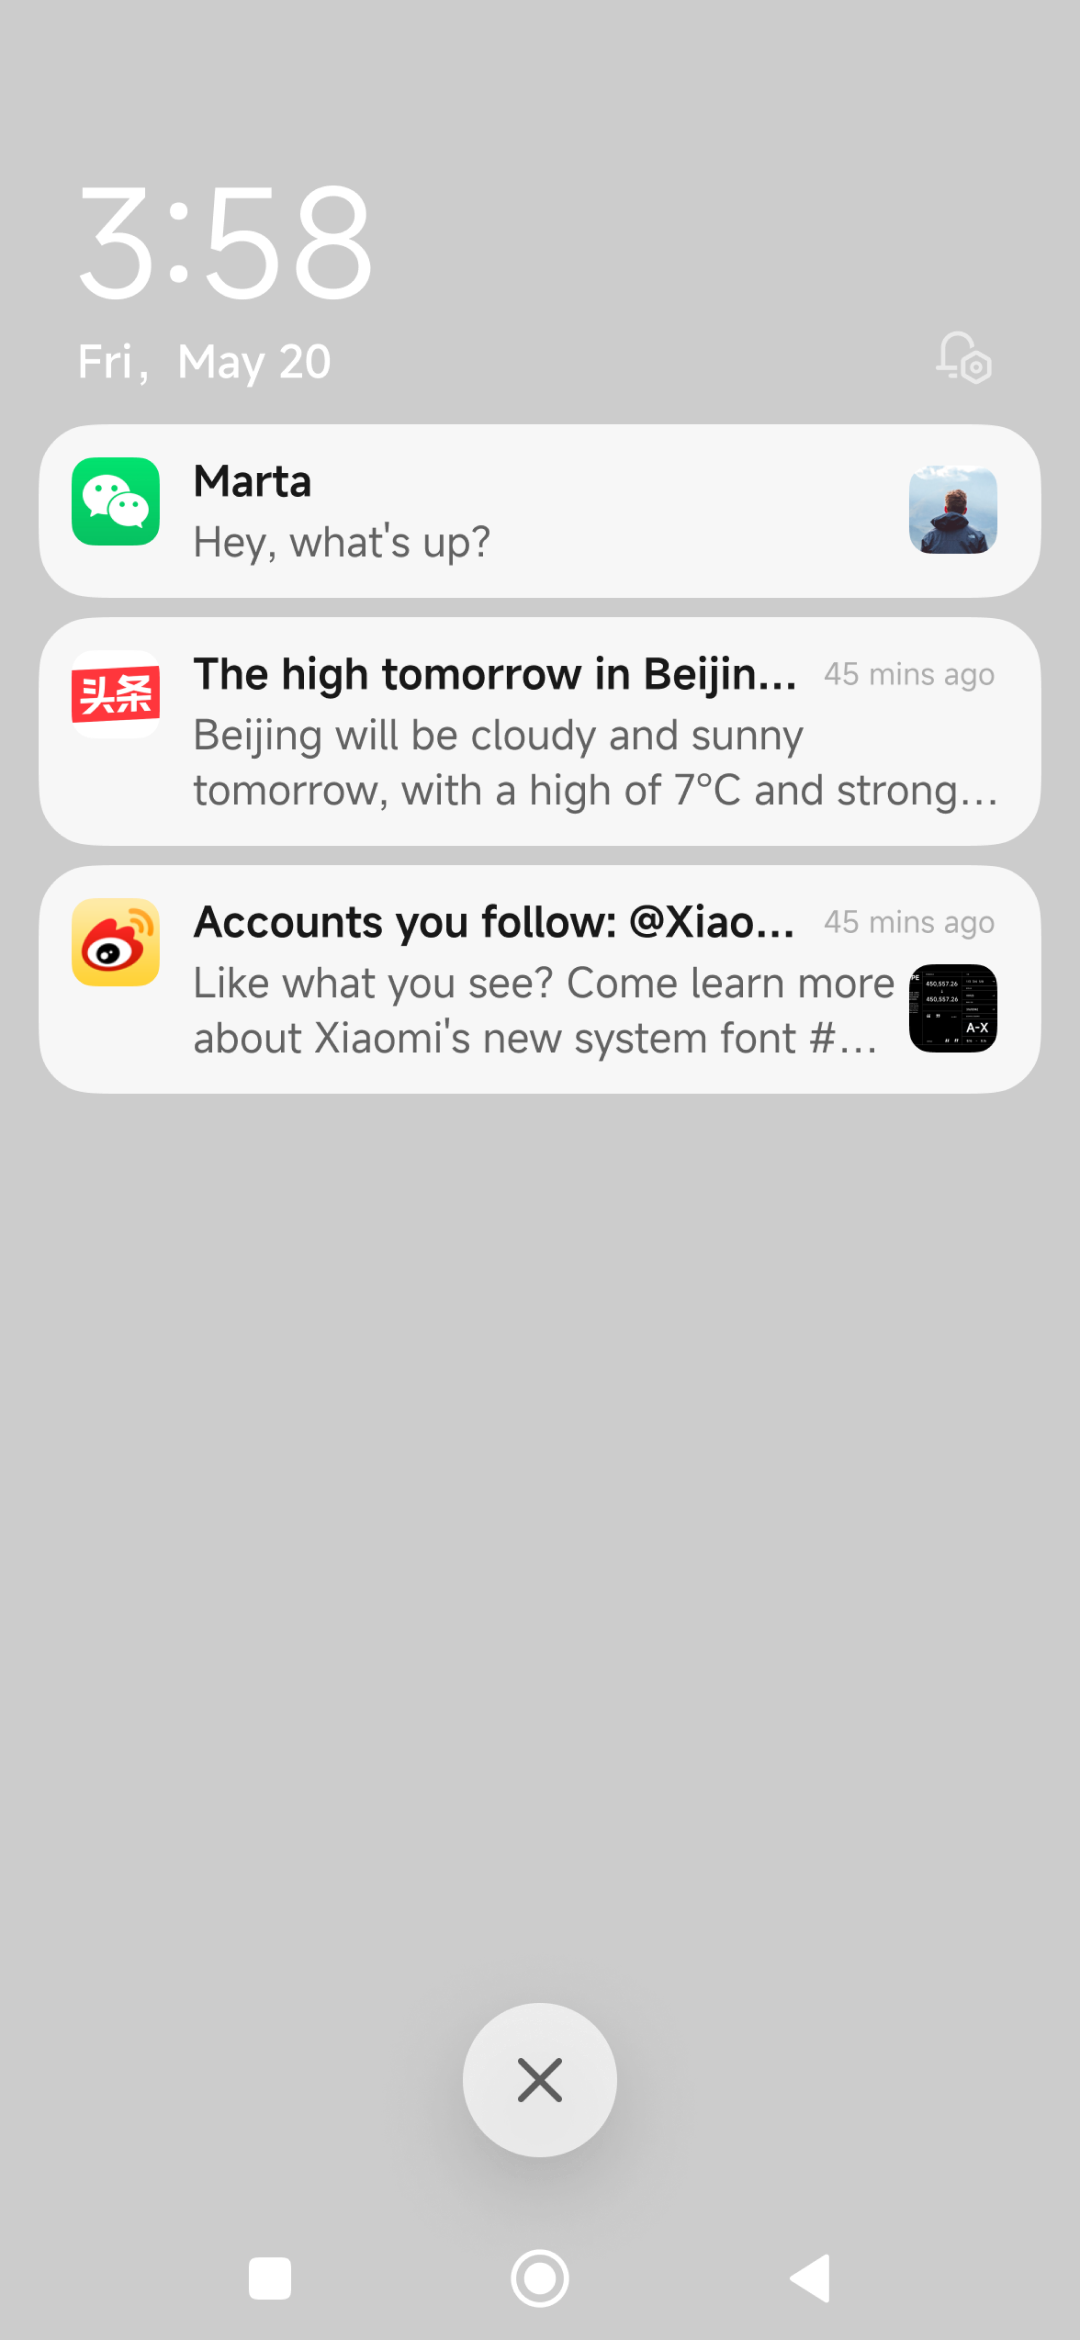 3:58
Fri, May 20
Marta
Hey, what's up?
头条
The high tomorrow in Beijin... 45 mins ago
Beijing will be cloudy and sunny
tomorrow, with a high of 7°C and strong...
Accounts you follow: @Xiao... 45 mins ago
Like what you see? Come learn more
about Xiaomi's new system font #...
450,557.26
450,557.26
A-X